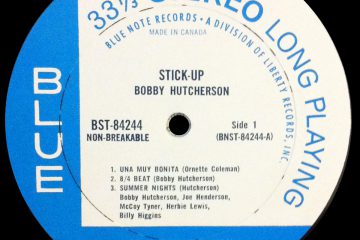 33⅓ STEREO LONG PLAYING
BLUE NOTE RECORDS • A DIVISION OF LIBERTY RECORDS, INC.
MADE IN CANADA
BLUE
STICK-UP
BOBBY HUTCHERSON
BST-84244
NON-BREAKABLE
Side 1
(BNST-84244-A)
1. UNA MUY BONITA (Ornette Coleman)
2. 8/4 BEAT (Bobby Hutcherson)
3. SUMMER NIGHTS (Hutcherson)
Bobby Hutcherson, Joe Henderson,
McCoy Tyner, Herbie Lewis,
Billy Higgins